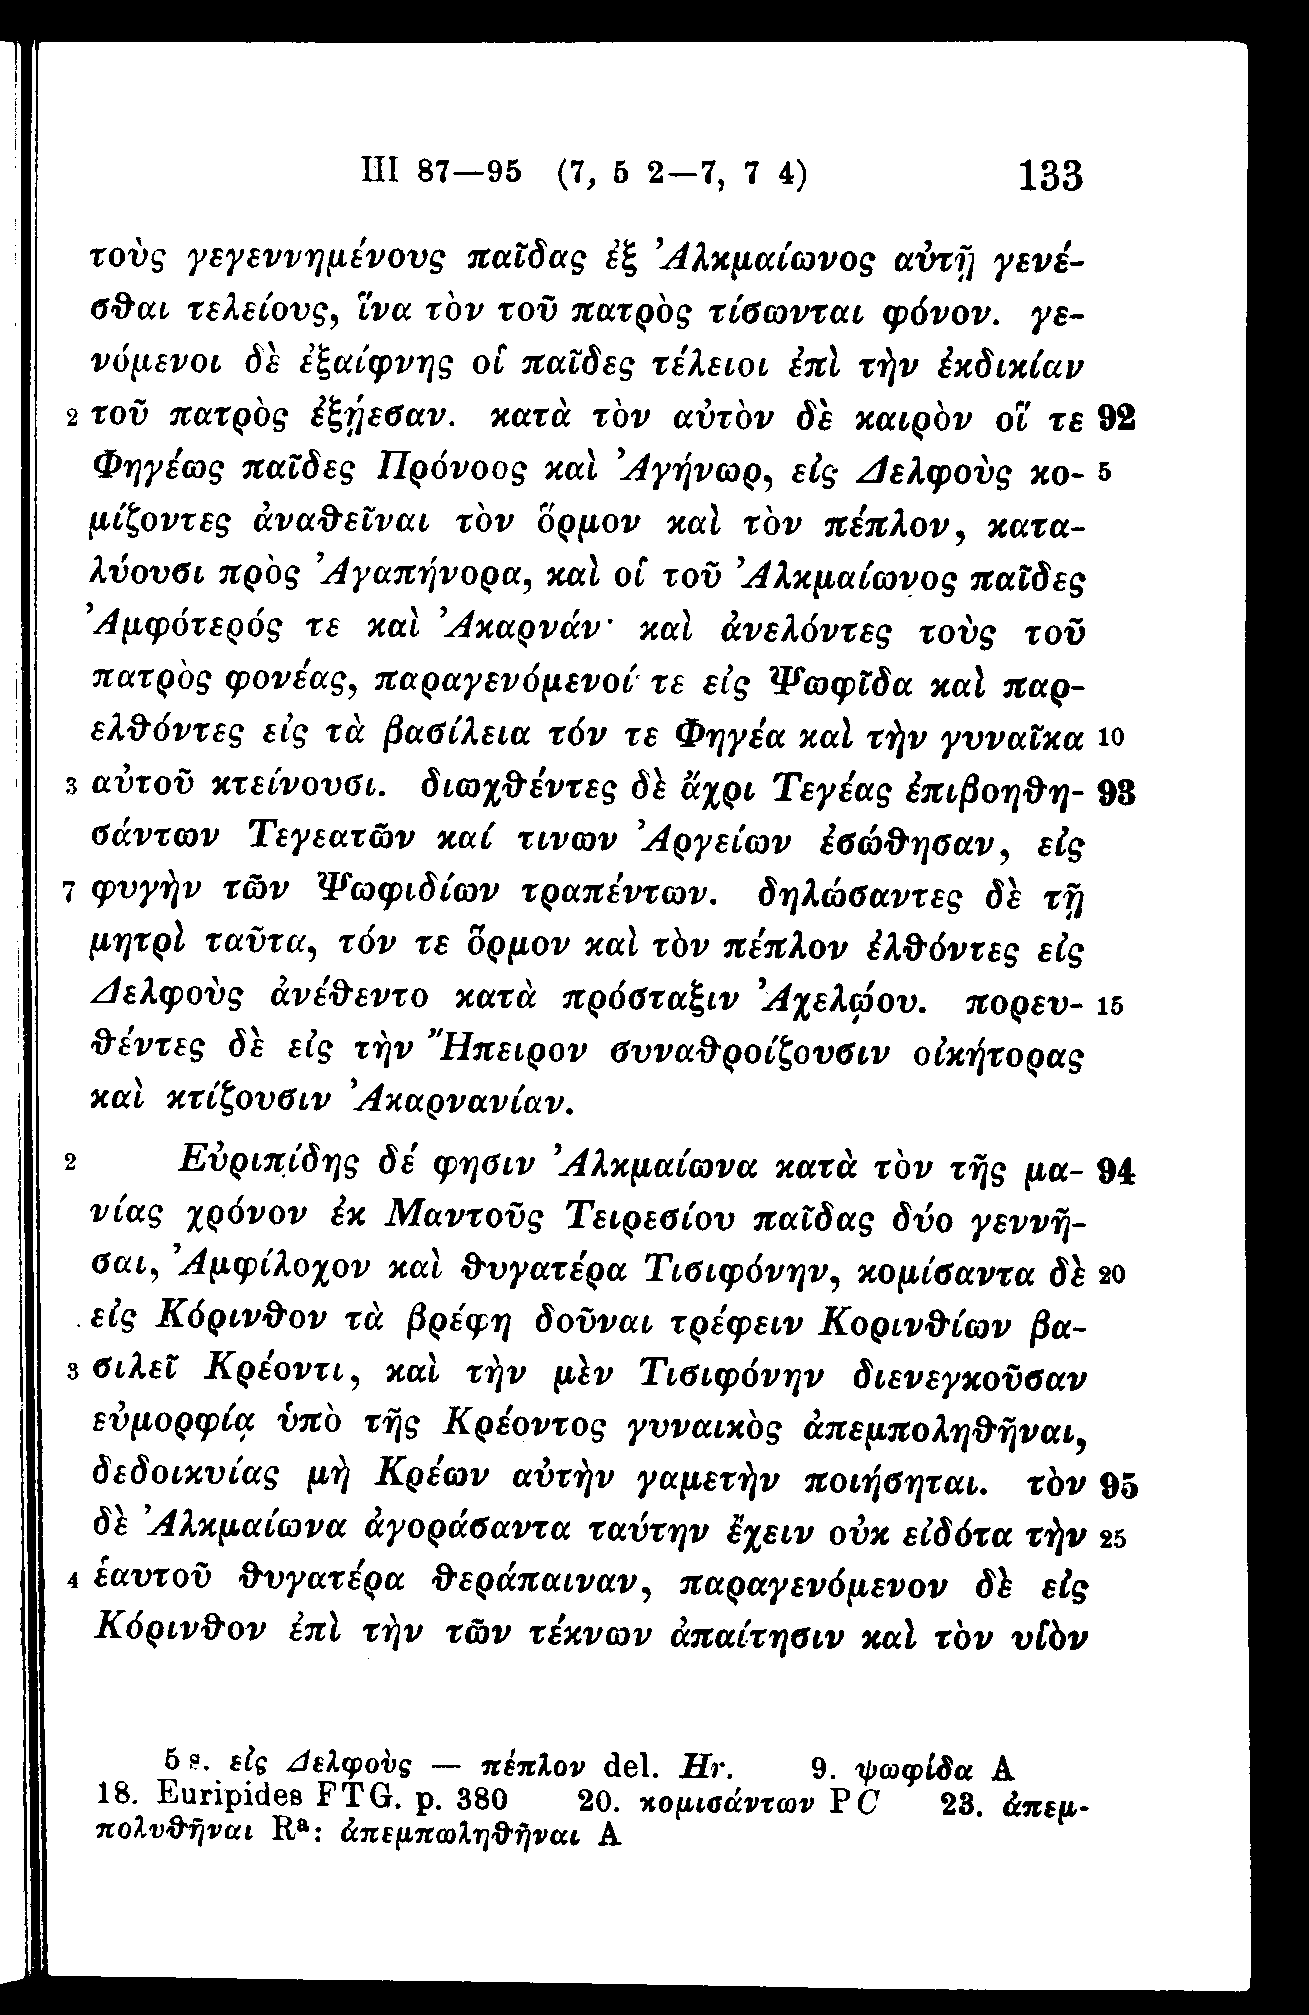 III 87—95 (7, 5 2—7, 7 4) 133
τοὺς γεγεννημένους παῖδας ἐξ Ἀλκμαίωνος αὐτῇ γενέ-
σθαι τελείους, ἵνα τὸν τοῦ πατρὸς τίσωνται φόνον. γε-
νόμενοι δὲ ἐξαίφνης οἱ παῖδες τέλειοι ἐπὶ τὴν ἐκδικίαν
2 τοῦ πατρὸς ἐξῄεσαν. κατὰ τὸν αὐτὸν δὲ καιρὸν οἵ τε 92
Φηγέως παῖδες Πρόνοος καὶ Ἀγήνωρ, εἰς Δελφοὺς κο- 5
μίζοντες ἀναθεῖναι τὸν ὅρμον καὶ τὸν πέπλον, κατα-
λύουσι πρὸς Ἀγαπήνορα, καὶ οἱ τοῦ Ἀλκμαίωνος παῖδες
Ἀμφότερός τε καὶ Ἀκαρνάν· καὶ ἀνελόντες τοὺς τοῦ
πατρὸς φονέας, παραγενόμενοί τε εἰς Ψωφῖδα καὶ παρ-
ελθόντες εἰς τὰ βασίλεια τόν τε Φηγέα καὶ τὴν γυναῖκα 10
3 αὐτοῦ κτείνουσι. διωχθέντες δὲ ἄχρι Τεγέας ἐπιβοηθη- 93
σάντων Τεγεατῶν καί τινων Ἀργείων ἐσώθησαν, εἰς
7 φυγὴν τῶν Ψωφιδίων τραπέντων. δηλώσαντες δὲ τῇ
μητρὶ ταῦτα, τόν τε ὅρμον καὶ τὸν πέπλον ἐλθόντες εἰς
Δελφοὺς ἀνέθεντο κατὰ πρόσταξιν Ἀχελῴου. πορευ- 15
θέντες δὲ εἰς τὴν Ἤπειρον συναθροίζουσιν οἰκήτορας
καὶ κτίζουσιν Ἀκαρνανίαν.
2 Εὐριπίδης δέ φησιν Ἀλκμαίωνα κατὰ τὸν τῆς μα- 94
νίας χρόνον ἐκ Μαντοῦς Τειρεσίου παῖδας δύο γεννῆ-
σαι, Ἀμφίλοχον καὶ θυγατέρα Τισιφόνην, κομίσαντα δὲ 20
εἰς Κόρινθον τὰ βρέφη δοῦναι τρέφειν Κορινθίων βα-
3 σιλεῖ Κρέοντι, καὶ τὴν μὲν Τισιφόνην διενεγκοῦσαν
εὐμορφίᾳ ὑπὸ τῆς Κρέοντος γυναικὸς ἀπεμποληθῆναι,
δεδοικυίας μὴ Κρέων αὐτὴν γαμετὴν ποιήσηται. τὸν 95
δὲ Ἀλκμαίωνα ἀγοράσαντα ταύτην ἔχειν οὐκ εἰδότα τὴν 25
4 ἑαυτοῦ θυγατέρα θεράπαιναν, παραγενόμενον δὲ εἰς
Κόρινθον ἐπὶ τὴν τῶν τέκνων ἀπαίτησιν καὶ τὸν υἱὸν
5 s. εἰς Δελφοὺς — πέπλον del. Hr. 9. ψωφίδα A
18. Euripides FTG. p. 380 20. κομισάντων PC 23. ἀπεμ-
πολυθῆναι Rª: ἀπεμπωληθῆναι A